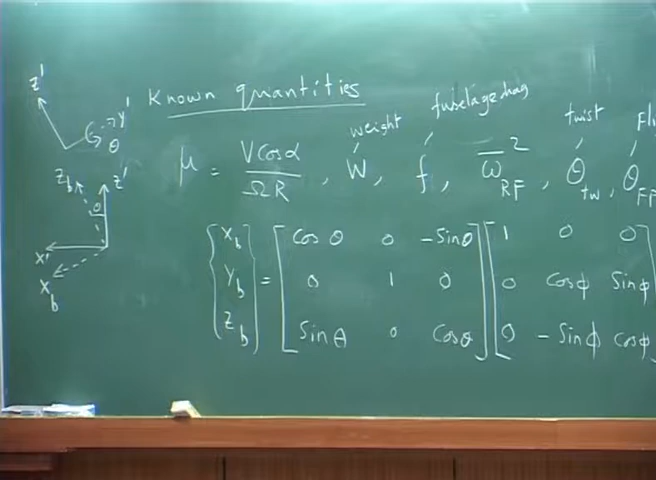 Known quantities
weight fuselage drag twist
μ = V Cos α / Ω R , W , f , ω̄²_RF , θ_tw , θ_FP
{ x_b y_b z_b } = [ Cos θ 0 -Sin θ ] [ 1 0 0 ]
[ 0 1 0 ] [ 0 Cos ϕ Sin ϕ ]
[ Sin θ 0 Cos θ ] [ 0 - Sin ϕ Cos ϕ ]
z'
y'
θ
z_b z'
θ
x'
x_b